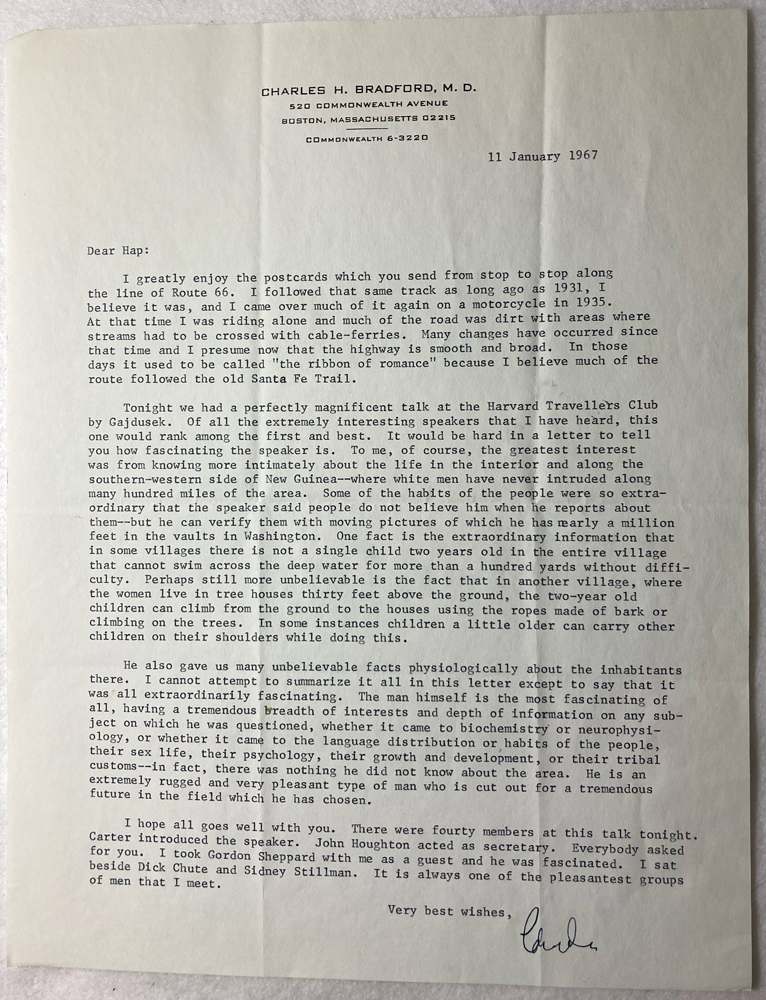 CHARLES H. BRADFORD, M. D.
520 COMMONWEALTH AVENUE
BOSTON, MASSACHUSETTS 02215
COMMONWEALTH 6-3220
11 January 1967
Dear Hap:
I greatly enjoy the postcards which you send from stop to stop along
the line of Route 66. I followed that same track as long ago as 1931, I
believe it was, and I came over much of it again on a motorcycle in 1935.
At that time I was riding alone and much of the road was dirt with areas where
streams had to be crossed with cable-ferries. Many changes have occurred since
that time and I presume now that the highway is smooth and broad. In those
days it used to be called "the ribbon of romance" because I believe much of the
route followed the old Santa Fe Trail.
Tonight we had a perfectly magnificent talk at the Harvard Travellers Club
by Gajdusek. Of all the extremely interesting speakers that I have heard, this
one would rank among the first and best. It would be hard in a letter to tell
you how fascinating the speaker is. To me, of course, the greatest interest
was from knowing more intimately about the life in the interior and along the
southern-western side of New Guinea--where white men have never intruded along
many hundred miles of the area. Some of the habits of the people were so extra-
ordinary that the speaker said people do not believe him when he reports about
them--but he can verify them with moving pictures of which he has nearly a million
feet in the vaults in Washington. One fact is the extraordinary information that
in some villages there is not a single child two years old in the entire village
that cannot swim across the deep water for more than a hundred yards without diffi-
culty. Perhaps still more unbelievable is the fact that in another village, where
the women live in tree houses thirty feet above the ground, the two-year old
children can climb from the ground to the houses using the ropes made of bark or
climbing on the trees. In some instances children a little older can carry other
children on their shoulders while doing this.
He also gave us many unbelievable facts physiologically about the inhabitants
there. I cannot attempt to summarize it all in this letter except to say that it
was all extraordinarily fascinating. The man himself is the most fascinating of
all, having a tremendous breadth of interests and depth of information on any sub-
ject on which he was questioned, whether it came to biochemistry or neurophysi-
ology, or whether it came to the language distribution or habits of the people,
their sex life, their psychology, their growth and development, or their tribal
customs--in fact, there was nothing he did not know about the area. He is an
extremely rugged and very pleasant type of man who is cut out for a tremendous
future in the field which he has chosen.
I hope all goes well with you. There were fourty members at this talk tonight.
Carter introduced the speaker. John Houghton acted as secretary. Everybody asked
for you. I took Gordon Sheppard with me as a guest and he was fascinated. I sat
beside Dick Chute and Sidney Stillman. It is always one of the pleasantest groups
of men that I meet.
Very best wishes,